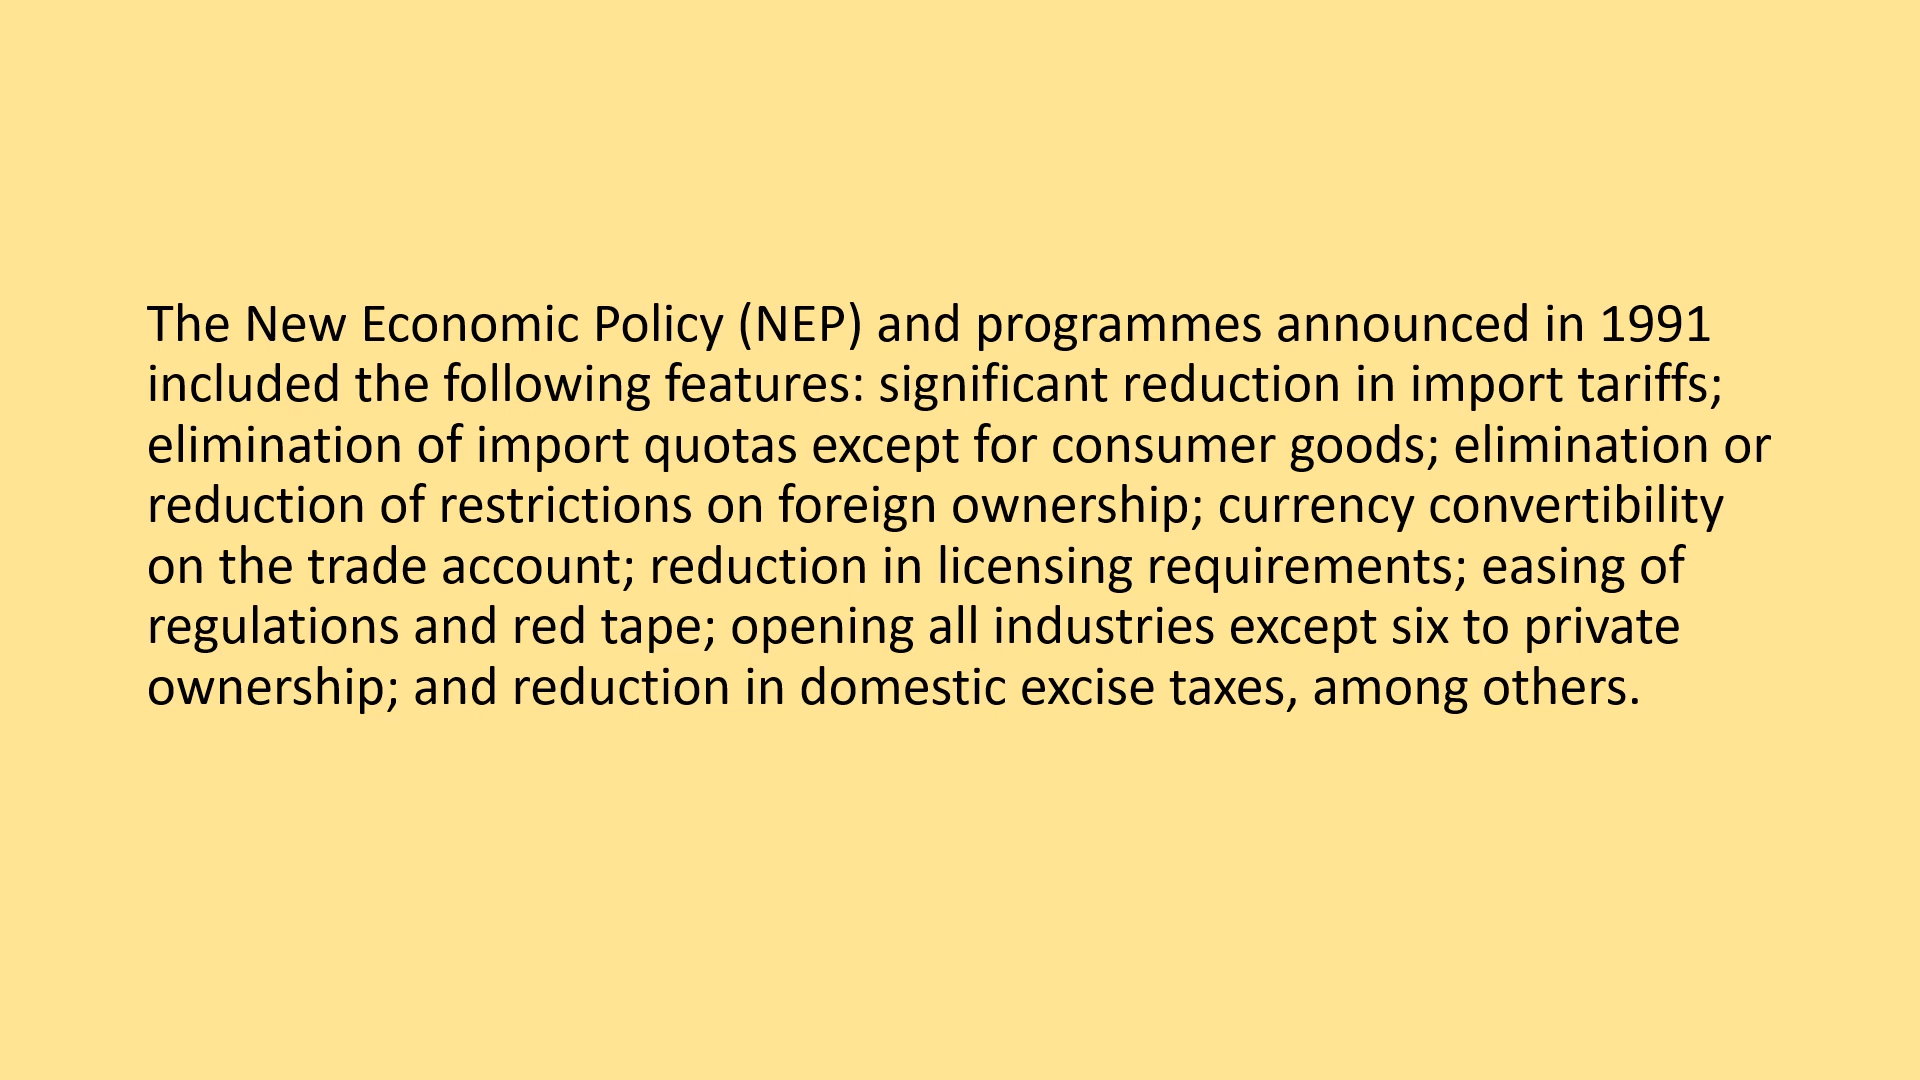 The New Economic Policy (NEP) and programmes announced in 1991
included the following features: significant reduction in import tariffs;
elimination of import quotas except for consumer goods; elimination or
reduction of restrictions on foreign ownership; currency convertibility
on the trade account; reduction in licensing requirements; easing of
regulations and red tape; opening all industries except six to private
ownership; and reduction in domestic excise taxes, among others.